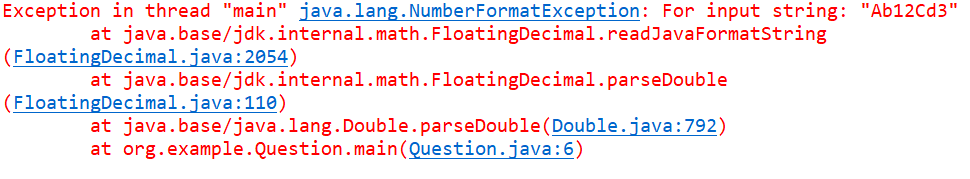 Exception in thread "main" java.lang.NumberFormatException: For input string: "Ab12Cd3"
at java.base/jdk.internal.math.FloatingDecimal.readJavaFormatString
(FloatingDecimal.java:2054)
at java.base/jdk.internal.math.FloatingDecimal.parseDouble
(FloatingDecimal.java:110)
at java.base/java.lang.Double.parseDouble(Double.java:792)
at org.example.Question.main(Question.java:6)